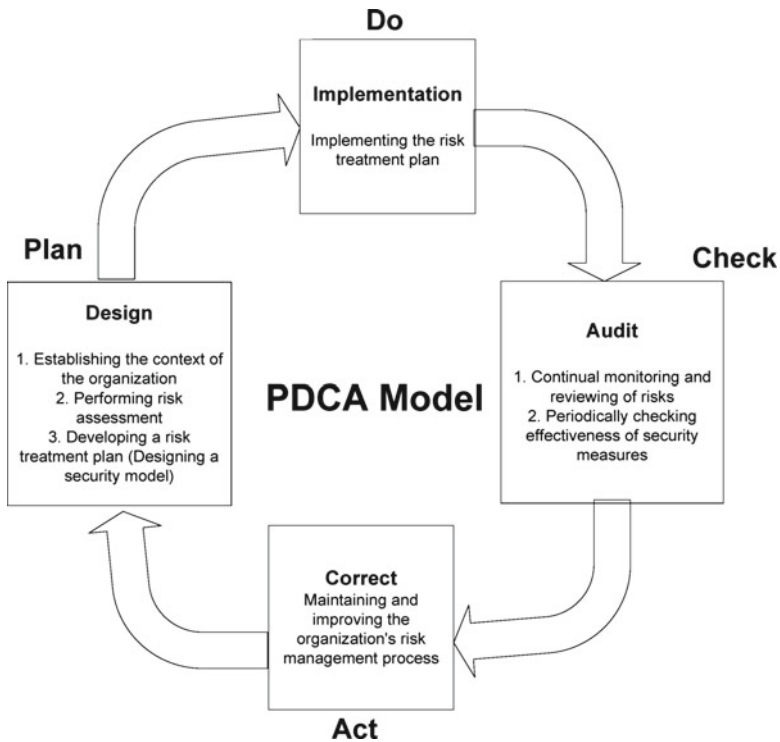 Do
Implementation
Implementing the risk
treatment plan
Plan
Check
Design
1. Establishing the context of
the organization
2. Performing risk
assessment
3. Developing a risk
treatment plan (Designing a
security model)
PDCA Model
Audit
1. Continual monitoring and
reviewing of risks
2. Periodically checking
effectiveness of security
measures
Correct
Maintaining and
improving the
organization's risk
management process
Act